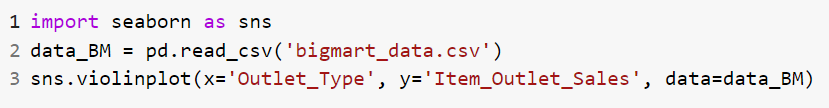 1 import seaborn as sns
2 data_BM = pd.read_csv('bigmart_data.csv')
3 sns.violinplot(x='Outlet_Type', y='Item_Outlet_Sales', data=data_BM)